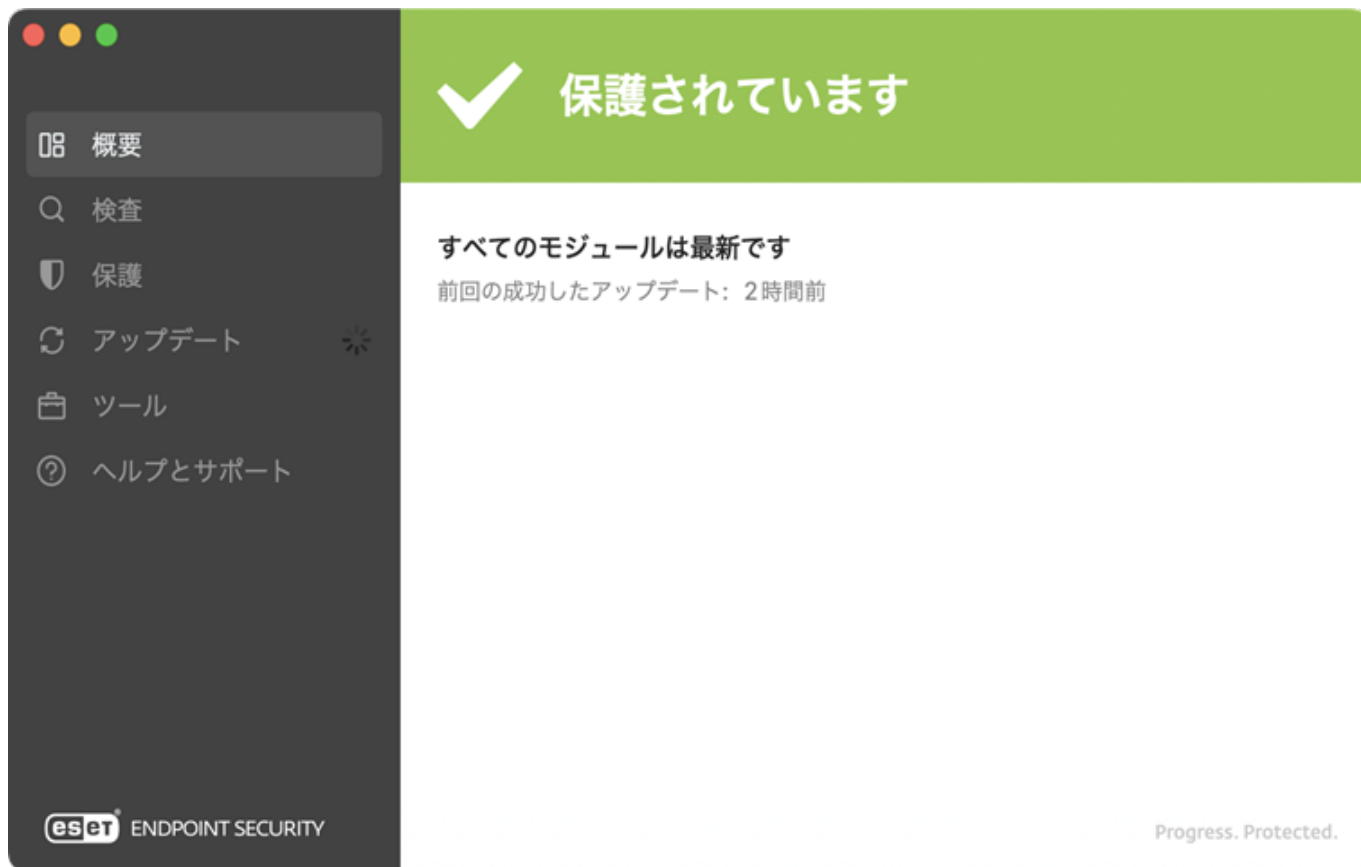 概要
検査
保護
アップデート
ツール
ヘルプとサポート
eset® ENDPOINT SECURITY
保護されています
すべてのモジュールは最新です
前回の成功したアップデート: 2時間前
Progress. Protected.